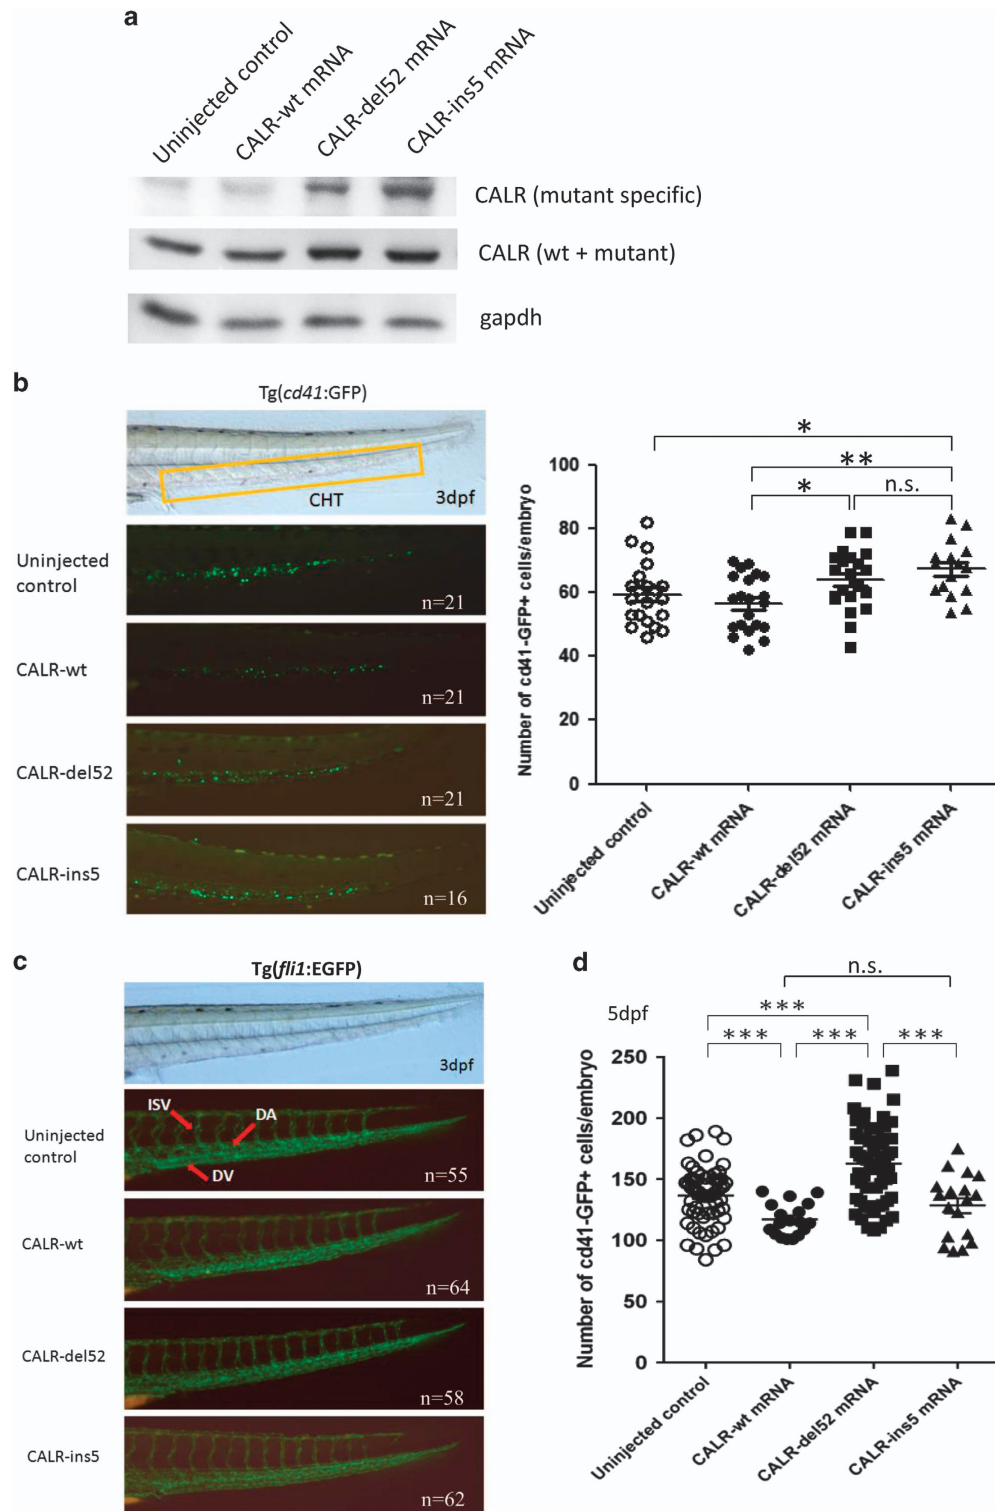 a
Uninjected control
CALR-wt mRNA
CALR-del52 mRNA
CALR-ins5 mRNA
CALR (mutant specific)
CALR (wt + mutant)
gapdh
b
Tg(cd41:GFP)
CHT
3dpf
Uninjected
control
n=21
CALR-wt
n=21
CALR-del52
n=21
CALR-ins5
n=16
*
**
*
n.s.
Number of cd41-GFP+ cells/embryo
100
80
60
40
20
0
Uninjected control
CALR-wt mRNA
CALR-del52 mRNA
CALR-ins5 mRNA
c
Tg(fli1:EGFP)
3dpf
Uninjected
control
ISV
DA
DV
n=55
CALR-wt
n=64
CALR-del52
n=58
CALR-ins5
n=62
d
5dpf
n.s.
***
***
***
***
Number of cd41-GFP+ cells/embryo
250
200
150
100
50
0
Uninjected control
CALR-wt mRNA
CALR-del52 mRNA
CALR-ins5 mRNA